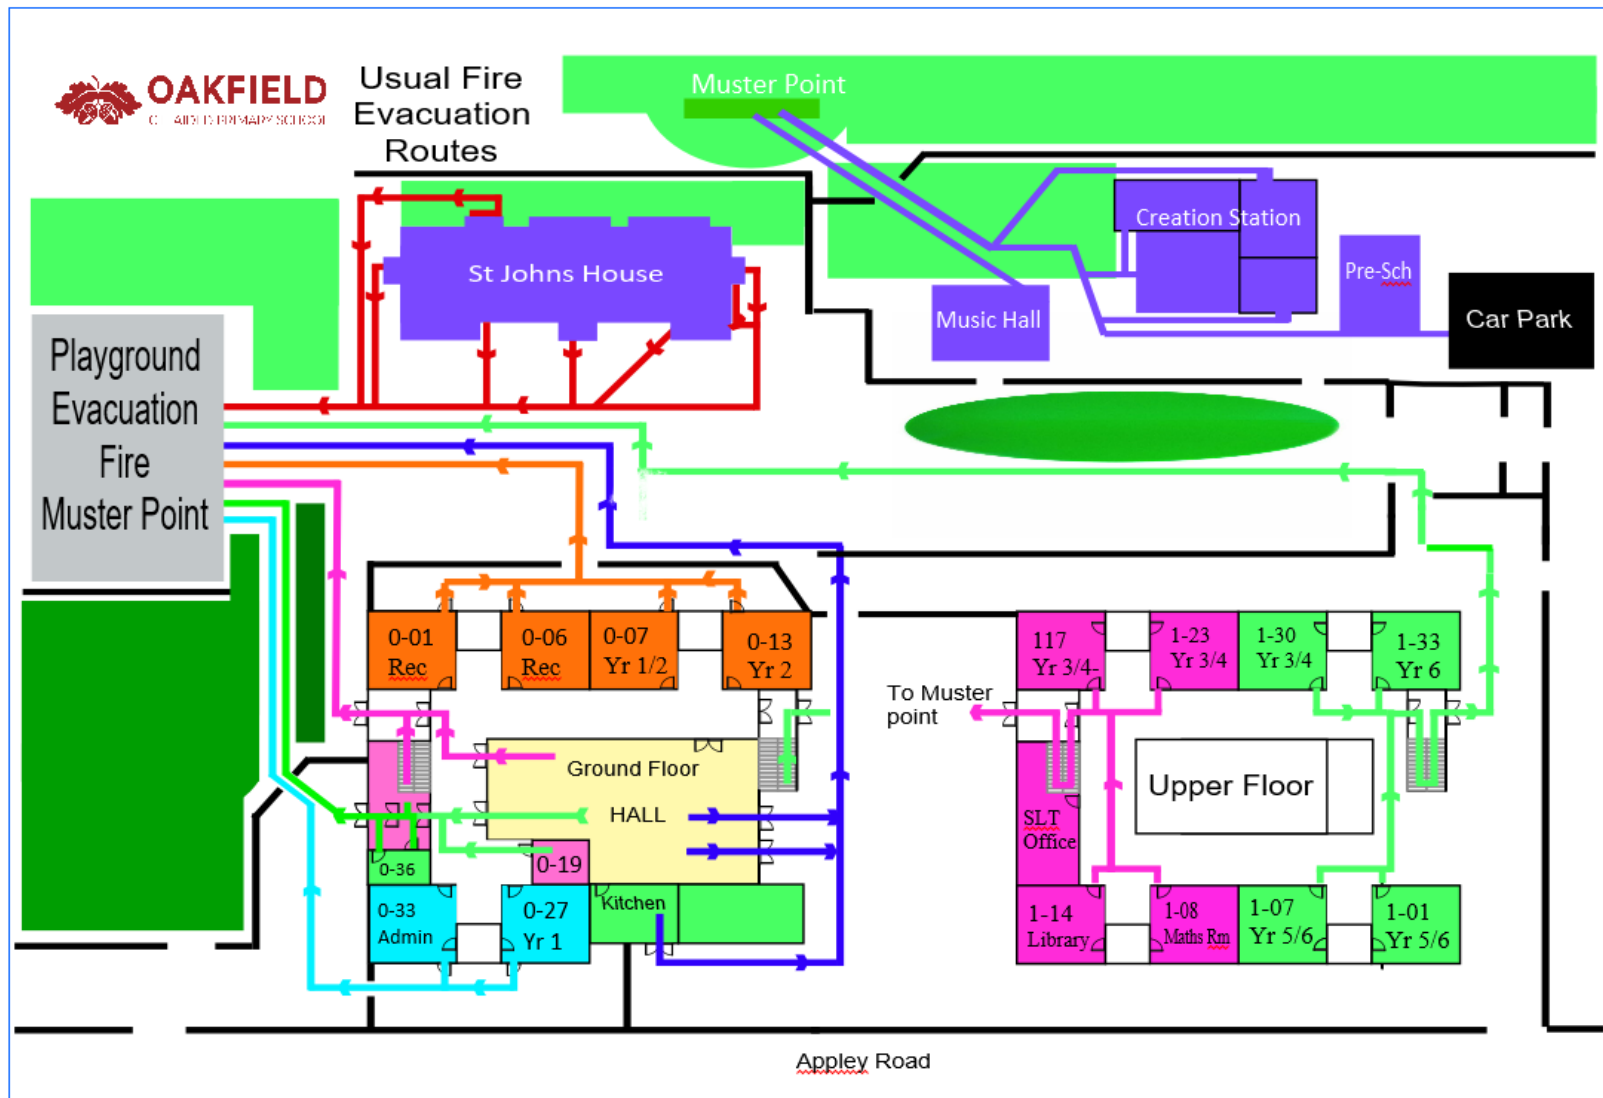 OAKFIELD
C.E. AIDED PRIMARY SCHOOL
Usual Fire
Evacuation
Routes
Muster Point
Creation Station
St Johns House
Pre-Sch
Music Hall
Car Park
Playground
Evacuation
Fire
Muster Point
0-01
Rec
0-06
Rec
0-07
Yr 1/2
0-13
Yr 2
117
Yr 3/4-
1-23
Yr 3/4
1-30
Yr 3/4
1-33
Yr 6
To Muster
point
Ground Floor
HALL
Upper Floor
SLT
Office
0-19
0-36
Kitchen
0-33
Admin
0-27
Yr 1
1-14
Library
1-08
Maths Rm
1-07
Yr 5/6
1-01
Yr 5/6
Appley Road